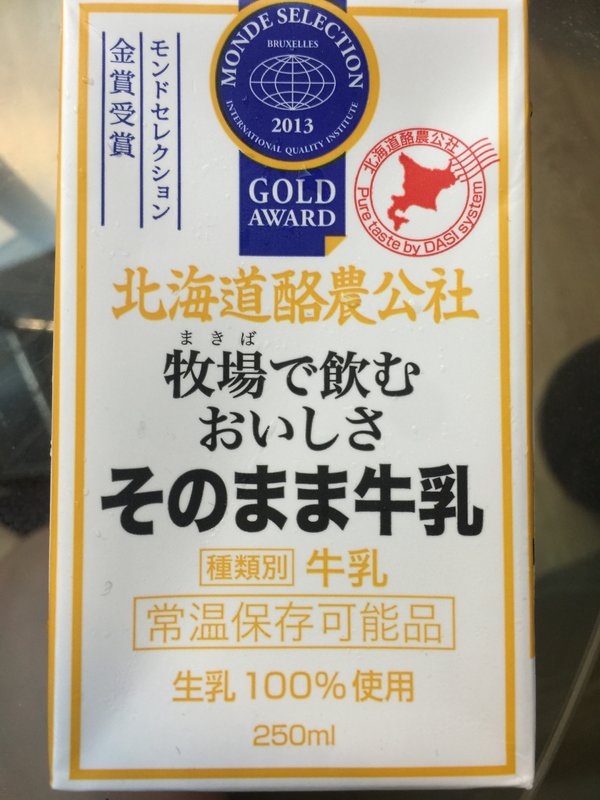 モンドセレクション
金賞受賞
MONDE SELECTION
BRUXELLES
2013
INTERNATIONAL QUALITY INSTITUTE
GOLD
AWARD
北海道酪農公社
Pure taste by DASI system
北海道酪農公社
まきば
牧場で飲む
おいしさ
そのまま牛乳
種類別 牛乳
常温保存可能品
生乳100%使用
250ml